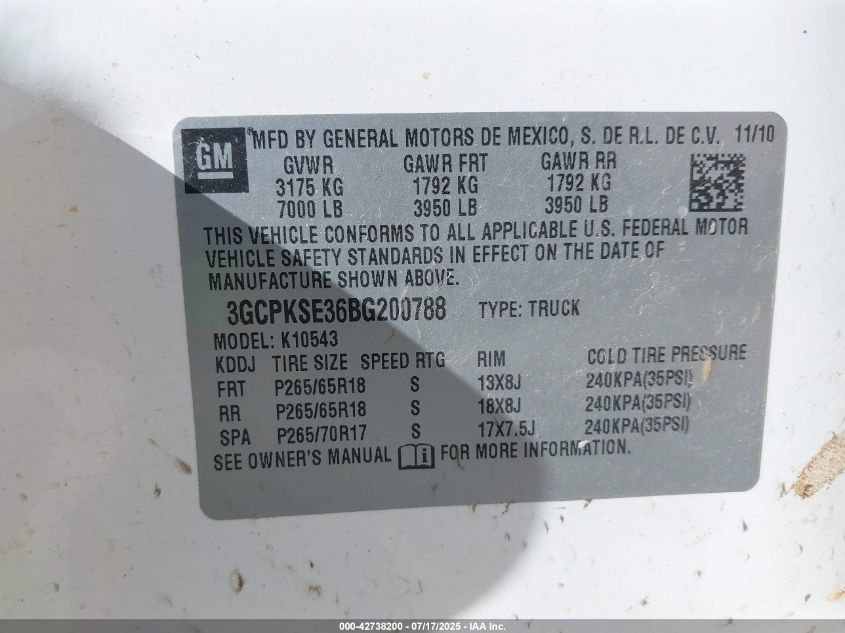 GM ® MFD BY GENERAL MOTORS DE MEXICO, S. DE R.L. DE C.V. 11/10
GVWR GAWR FRT GAWR RR
3175 KG 1792 KG 1792 KG
7000 LB 3950 LB 3950 LB
THIS VEHICLE CONFORMS TO ALL APPLICABLE U.S. FEDERAL MOTOR
VEHICLE SAFETY STANDARDS IN EFFECT ON THE DATE OF
MANUFACTURE SHOWN ABOVE.
3GCPKSE36BG200788 TYPE: TRUCK
MODEL: K10543
KDDJ TIRE SIZE SPEED RTG RIM COLD TIRE PRESSURE
FRT P265/65R18 S 18X8J 240KPA(35PSI)
RR P265/65R18 S 18X8J 240KPA(35PSI)
SPA P265/70R17 S 17X7.5J 240KPA(35PSI)
SEE OWNER'S MANUAL i FOR MORE INFORMATION.
000-42738200 - 07/17/2025 - IAA Inc.